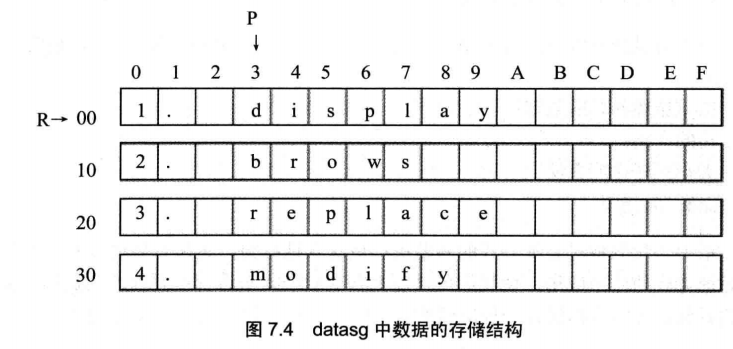 P
↓
0 1 2 3 4 5 6 7 8 9 A B C D E F
R→ 00 1 . d i s p l a y
10 2 . b r o w s
20 3 . r e p l a c e
30 4 . m o d i f y
图 7.4 datasg 中数据的存储结构